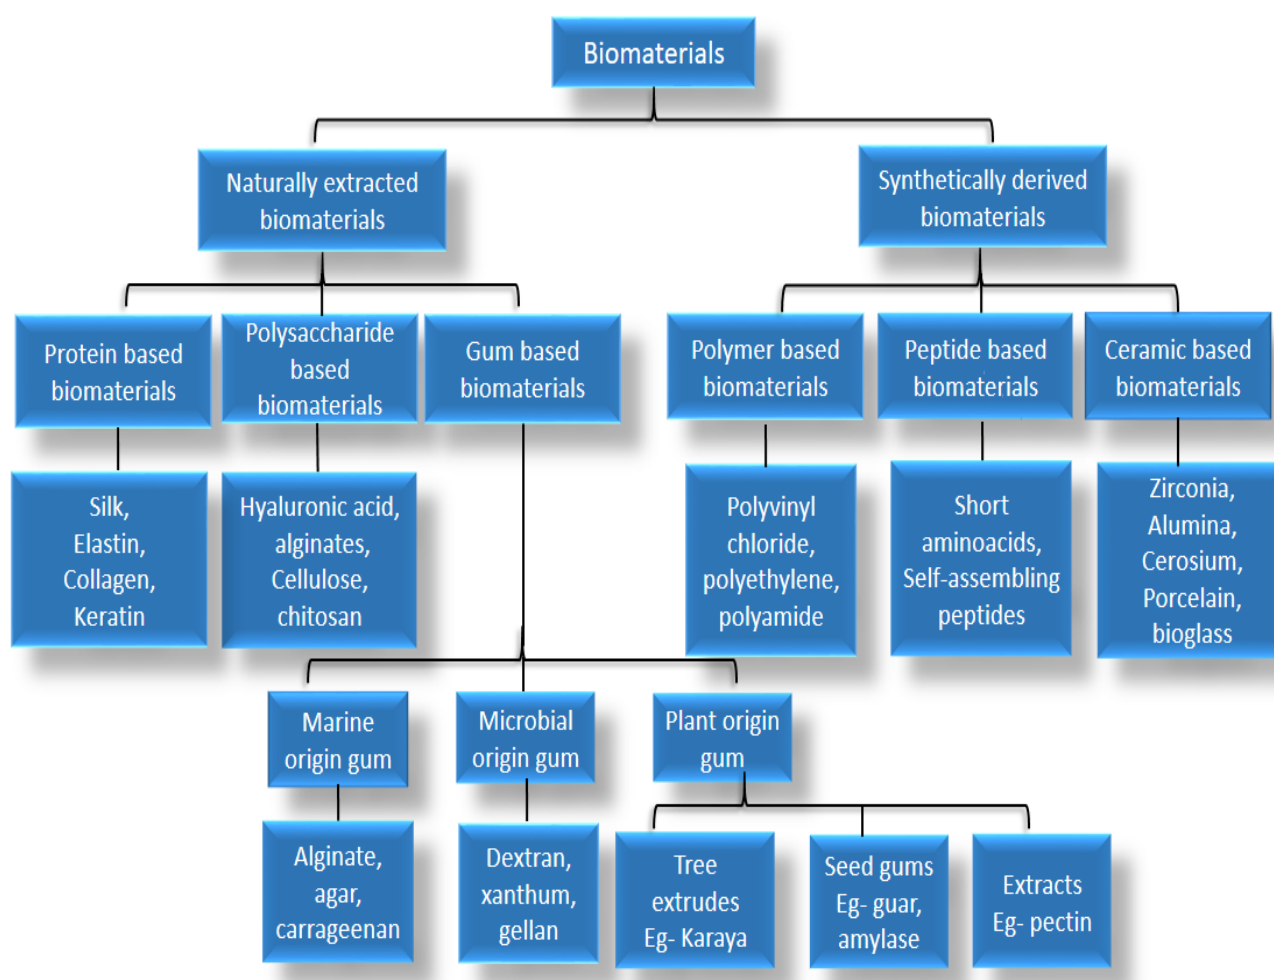 Biomaterials
Naturally extracted
biomaterials
Synthetically derived
biomaterials
Protein based
biomaterials
Polysaccharide
based
biomaterials
Gum based
biomaterials
Polymer based
biomaterials
Peptide based
biomaterials
Ceramic based
biomaterials
Silk,
Elastin,
Collagen,
Keratin
Hyaluronic acid,
alginates,
Cellulose,
chitosan
Polyvinyl
chloride,
polyethylene,
polyamide
Short
aminoacids,
Self-assembling
peptides
Zirconia,
Alumina,
Cerosium,
Porcelain,
bioglass
Marine
origin gum
Microbial
origin gum
Plant origin
gum
Alginate,
agar,
carrageenan
Dextran,
xanthum,
gellan
Tree
extrudes
Eg- Karaya
Seed gums
Eg- guar,
amylase
Extracts
Eg- pectin